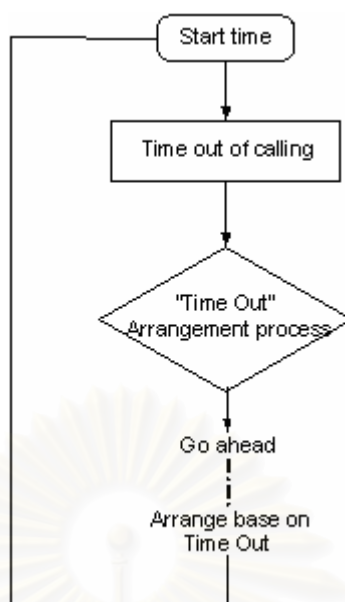 Start time
Time out of calling
"Time Out"
Arrangement process
Go ahead
Arrange base on
Time Out